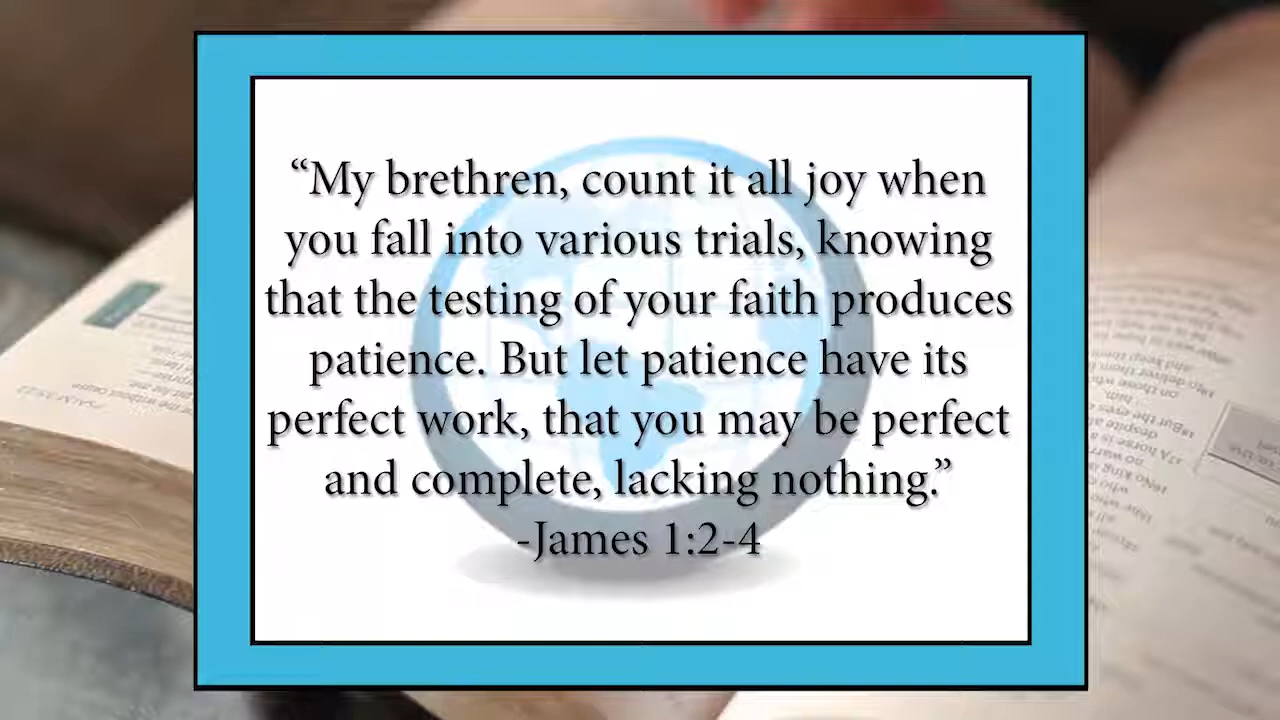 “My brethren, count it all joy when
you fall into various trials, knowing
that the testing of your faith produces
patience. But let patience have its
perfect work, that you may be perfect
and complete, lacking nothing.”
-James 1:2-4